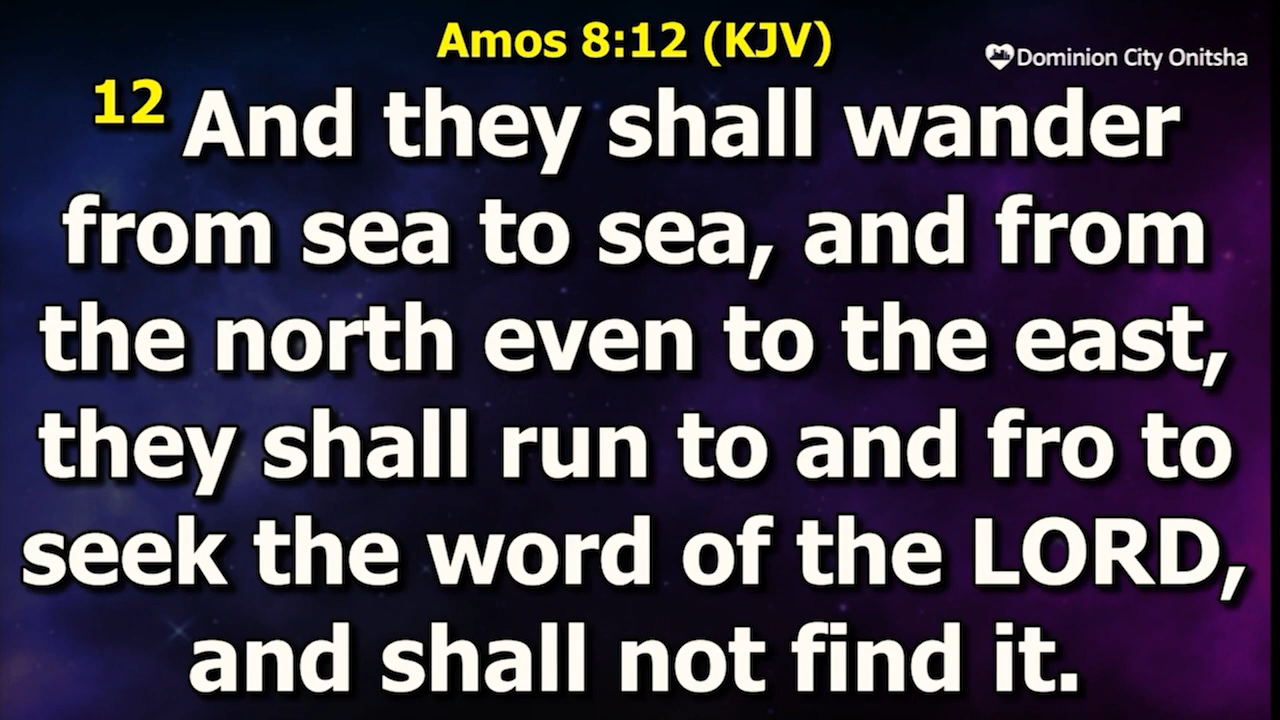 Amos 8:12 (KJV)
Dominion City Onitsha
12 And they shall wander
from sea to sea, and from
the north even to the east,
they shall run to and fro to
seek the word of the LORD,
and shall not find it.